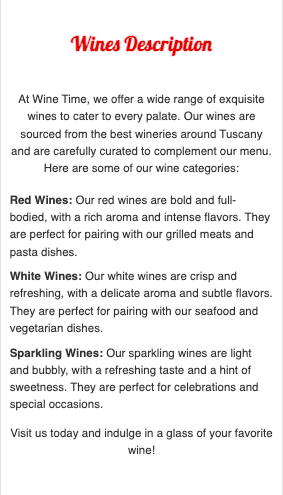 Wines Description
At Wine Time, we offer a wide range of exquisite
wines to cater to every palate. Our wines are
sourced from the best wineries around Tuscany
and are carefully curated to complement our menu.
Here are some of our wine categories:
Red Wines: Our red wines are bold and full-
bodied, with a rich aroma and intense flavors. They
are perfect for pairing with our grilled meats and
pasta dishes.
White Wines: Our white wines are crisp and
refreshing, with a delicate aroma and subtle flavors.
They are perfect for pairing with our seafood and
vegetarian dishes.
Sparkling Wines: Our sparkling wines are light
and bubbly, with a refreshing taste and a hint of
sweetness. They are perfect for celebrations and
special occasions.
Visit us today and indulge in a glass of your favorite
wine!